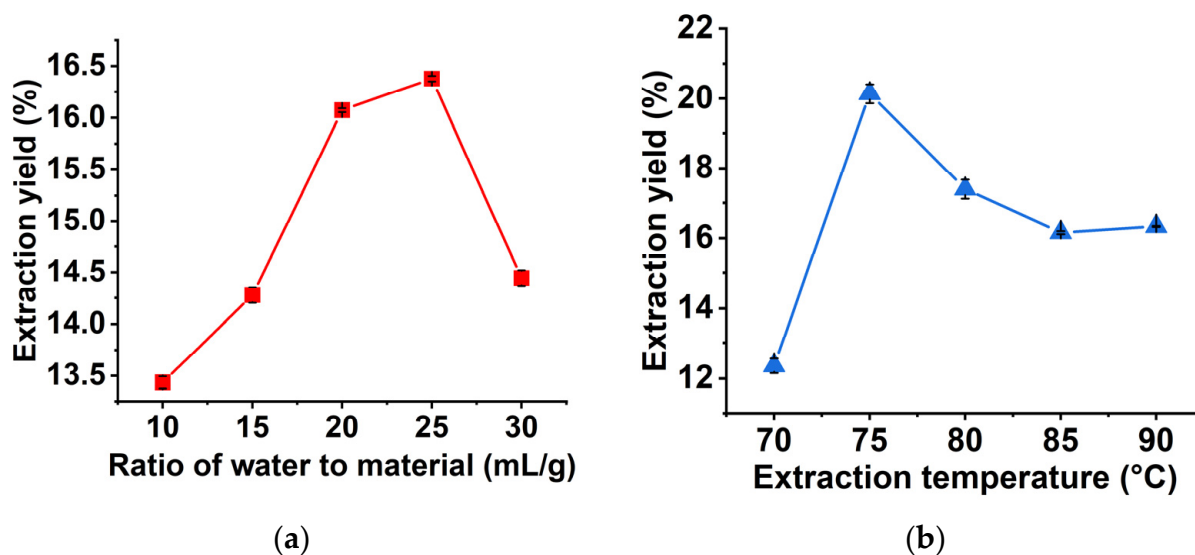 Extraction yield (%)
16.5
16.0
15.5
15.0
14.5
14.0
13.5
10 15 20 25 30
Ratio of water to material (mL/g)
(a)
Extraction yield (%)
22
20
18
16
14
12
70 75 80 85 90
Extraction temperature (°C)
(b)